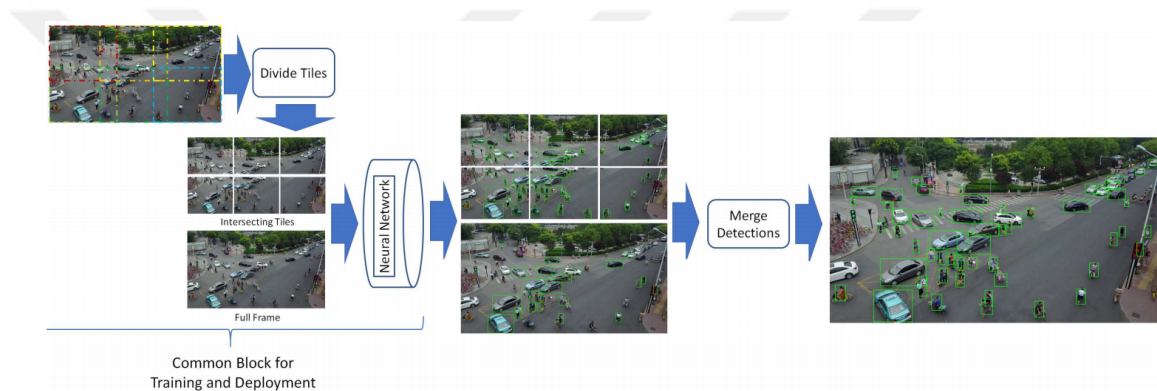 Divide Tiles
Intersecting Tiles
Neural Network
Full Frame
Common Block for
Training and Deployment
Merge
Detections